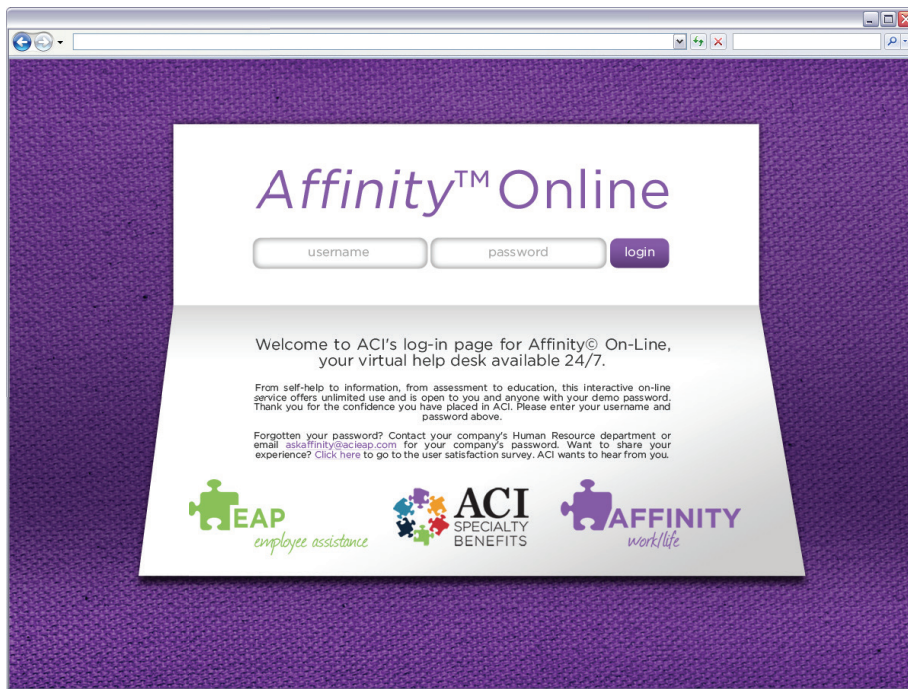 Affinity™ Online
username password login
Welcome to ACI's log-in page for Affinity© On-Line,
your virtual help desk available 24/7.
From self-help to information, from assessment to education, this interactive on-line
service offers unlimited use and is open to you and anyone with your demo password.
Thank you for the confidence you have placed in ACI. Please enter your username and
password above.
Forgotten your password? Contact your company's Human Resource department or
email askaffinity@acieap.com for your company's password. Want to share your
experience? Click here to go to the user satisfaction survey. ACI wants to hear from you.
EAP
employee assistance
ACI
SPECIALTY
BENEFITS
AFFINITY
work/life